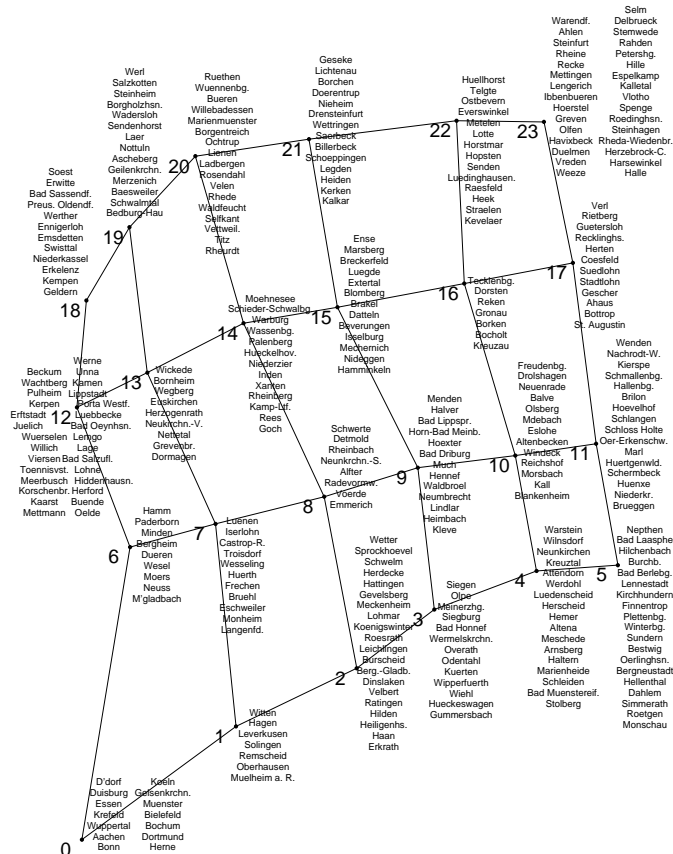 Werl
Salzkotten
Steinheim
Borgholzhsn.
Wadersloh
Sendenhorst
Laer
Nottuln
Ascheberg
Geilenkrchn.
Merzenich
Baesweiler
Schwalmtal
Bedburg-Hau
19
Ruethen
Wuennenbg.
Bueren
Willebadessen
Marienmuenster
Borgentreich
Ochtrup
Lienen
Ladbergen
Rosendahl
Velen
Rhede
Waldfeucht
Selfkant
Vettweil.
Titz
Rheurdt
20
Geseke
Lichtenau
Borchen
Doerentrup
Nieheim
Drensteinfurt
Wettringen
Saerbeck
Billerbeck
Schoeppingen
Legden
Heiden
Kerken
Kalkar
21
Huellhorst
Telgte
Ostbevern
Everswinkel
Metelen
Lotte
Horstmar
Hopsten
Senden
Luedinghausen.
Raesfeld
Heek
Straelen
Kevelaer
22
Warendf.
Ahlen
Steinfurt
Rheine
Recke
Mettingen
Lengerich
Ibbenbueren
Hoerstel
Greven
Olfen
Havixbeck
Duelmen
Vreden
Weeze
23
Selm
Delbrueck
Stemwede
Rahden
Petershg.
Hille
Espelkamp
Kalletal
Vlotho
Spenge
Roedinghsn.
Steinhagen
Rheda-Wiedenbr.
Herzebrock-C.
Harsewinkel
Halle
Soest
Erwitte
Bad Sassendf.
Preus. Oldendf.
Werther
Ennigerloh
Emsdetten
Swisttal
Niederkassel
Erkelenz
Kempen
Geldern
18
Moehnesee
Schieder-Schwalbg.
Warburg
Wassenbg.
Palenberg
Hueckelhov.
Niederzier
Inden
Xanten
Rheinberg
Kamp-Ltf.
Rees
Goch
14
Ense
Marsberg
Breckerfeld
Luegde
Extertal
Blomberg
Brakel
Datteln
Beverungen
Isselburg
Mechernich
Nideggen
Hamminkeln
15
Tecklenbg.
Dorsten
Reken
Gronau
Borken
Bocholt
Kreuzau
16
Verl
Rietberg
Guetersloh
Recklinghs.
Herten
Coesfeld
Suedlohn
Stadtlohn
Gescher
Ahaus
Bottrop
St. Augustin
17
Beckum
Wachtberg
Pulheim
Kerpen
Erftstadt
Juelich
Wuerselen
Willich
Viersen
Toennisvst.
Meerbusch
Korschenbr.
Kaarst
Mettmann
12
Werne
Unna
Kamen
Lippstadt
Porta Westf.
Luebbecke
Bad Oeynhsn.
Lemgo
Lage
Bad Salzufl.
Lohne
Hiddenhausn.
Herford
Buende
Oelde
Wickede
Bornheim
Wegberg
Euskirchen
Herzogenrath
Neukirchn.-V.
Nettetal
Grevenbr.
Dormagen
13
Schwerte
Detmold
Rheinbach
Neunkirchn.-S.
Alfter
Radevormw.
Voerde
Emmerich
8
Menden
Halver
Bad Lippspr.
Horn-Bad Meinb.
Hoexter
Bad Driburg
Much
Hennef
Waldbroel
Neumbrecht
Lindlar
Heimbach
Kleve
9
Freudenbg.
Drolshagen
Neuenrade
Balve
Olsberg
Mdebach
Eslohe
Altenbecken
Windeck
Reichshof
Morsbach
Kall
Blankenheim
10
Wenden
Nachrodt-W.
Kierspe
Schmallenbg.
Hallenbg.
Brilon
Hoevelhof
Schlangen
Schloss Holte
Oer-Erkenschw.
Marl
Huertgenwld.
Schermbeck
Huenxe
Niederkr.
Brueggen
11
Hamm
Paderborn
Minden
Bergheim
Dueren
Wesel
Moers
Neuss
M'gladbach
6
Luenen
Iserlohn
Castrop-R.
Troisdorf
Wesseling
Huerth
Frechen
Bruehl
Eschweiler
Monheim
Langenfd.
7
Wetter
Sprockhoevel
Schwelm
Herdecke
Hattingen
Gevelsberg
Meckenheim
Lohmar
Koenigswinter
Roesrath
Leichlingen
Burscheid
Berg.-Gladb.
Dinslaken
Velbert
Ratingen
Hilden
Heiligenhs.
Haan
Erkrath
2
Siegen
Olpe
Meinerzhg.
Siegburg
Bad Honnef
Wermelskrchn.
Overath
Odentahl
Kuerten
Wipperfuerth
Wiehl
Hueckeswagen
Gummersbach
3
Warstein
Wilnsdorf
Neunkirchen
Kreuztal
Attendorn
Werdohl
Luedenscheid
Herscheid
Hemer
Altena
Meschede
Arnsberg
Haltern
Marienheide
Schleiden
Bad Muenstereif.
Stolberg
4
Nepthen
Bad Laasphe
Hilchenbach
Burchb.
Bad Berlebg.
Lennestadt
Kirchhundern
Finnentrop
Plettenbg.
Winterbg.
Sundern
Bestwig
Oerlinghsn.
Bergneustadt
Hellenthal
Dahlem
Simmerath
Roetgen
Monschau
5
Witten
Hagen
Leverkusen
Solingen
Remscheid
Oberhausen
Muelheim a. R.
1
D'dorf
Duisburg
Essen
Krefeld
Wuppertal
Aachen
Bonn
0
Koeln
Gelsenkrchn.
Muenster
Bielefeld
Bochum
Dortmund
Herne